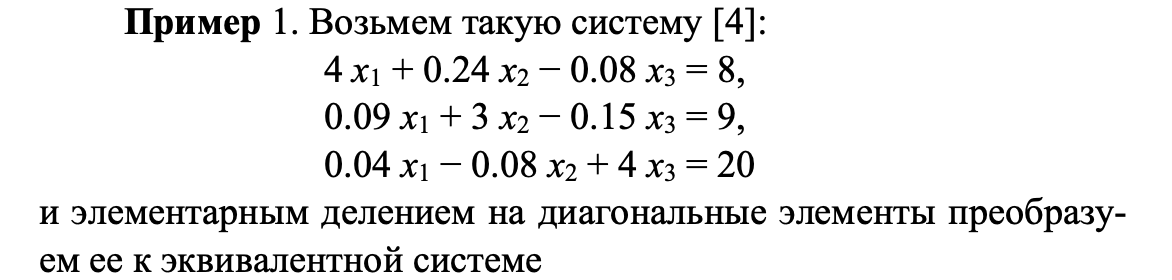 Пример 1. Возьмем такую систему [4]:
4 x₁ + 0.24 x₂ − 0.08 x₃ = 8,
0.09 x₁ + 3 x₂ − 0.15 x₃ = 9,
0.04 x₁ − 0.08 x₂ + 4 x₃ = 20
и элементарным делением на диагональные элементы преобразу-
ем ее к эквивалентной системе